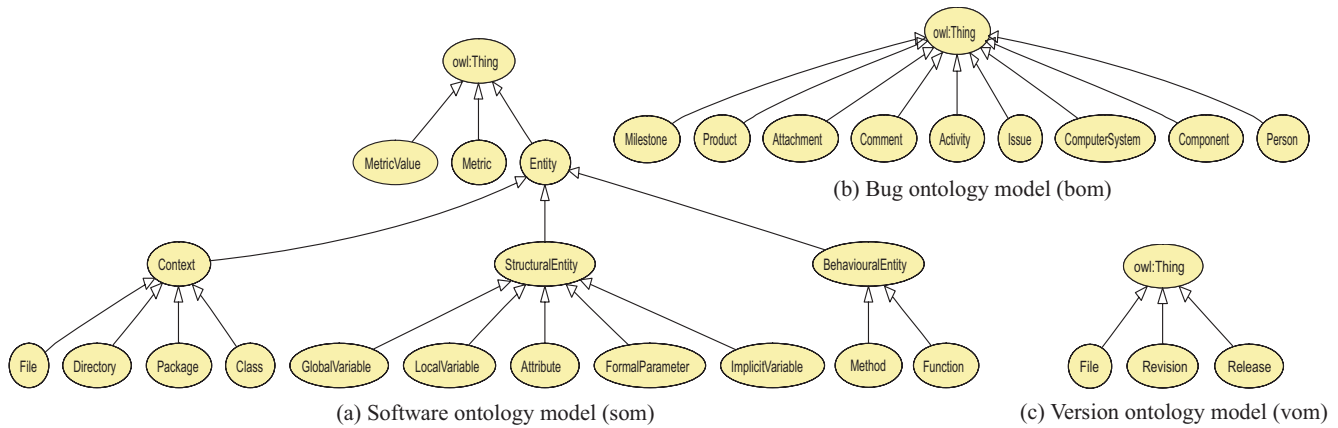 owl:Thing
MetricValue
Metric
Entity
Context
StructuralEntity
BehaviouralEntity
File
Directory
Package
Class
GlobalVariable
LocalVariable
Attribute
FormalParameter
ImplicitVariable
Method
Function
(a) Software ontology model (som)
owl:Thing
Milestone
Product
Attachment
Comment
Activity
Issue
ComputerSystem
Component
Person
(b) Bug ontology model (bom)
owl:Thing
File
Revision
Release
(c) Version ontology model (vom)